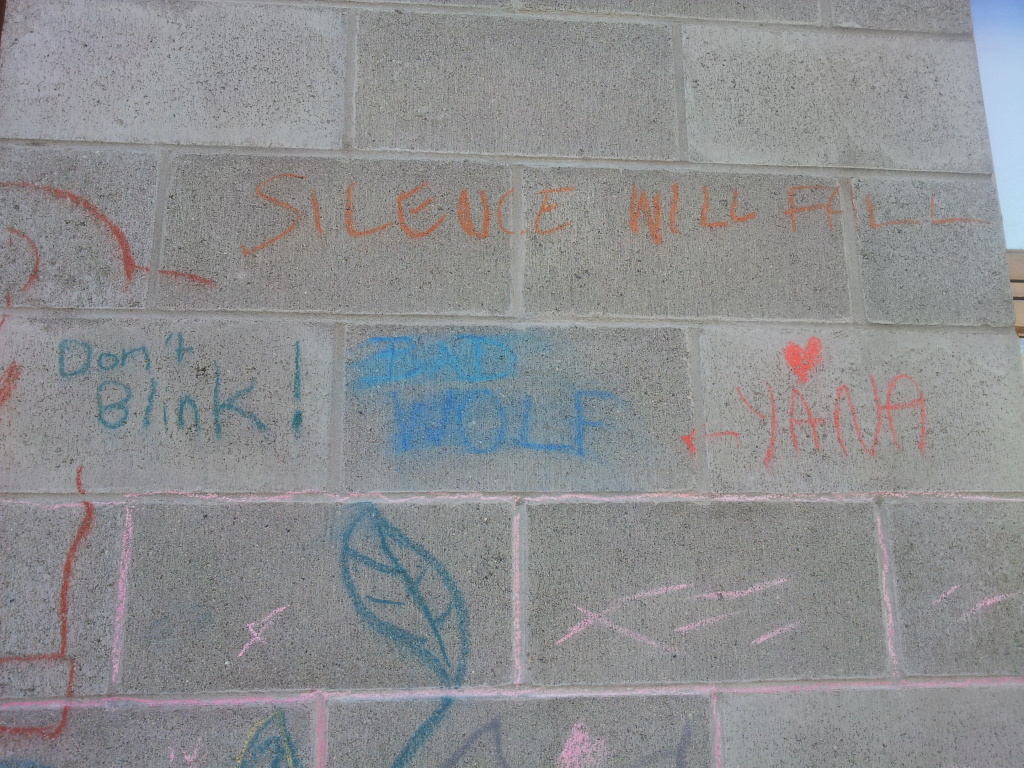 SILENCE WILL FALL
Don't
Blink!
BAD
WOLF
-YANA